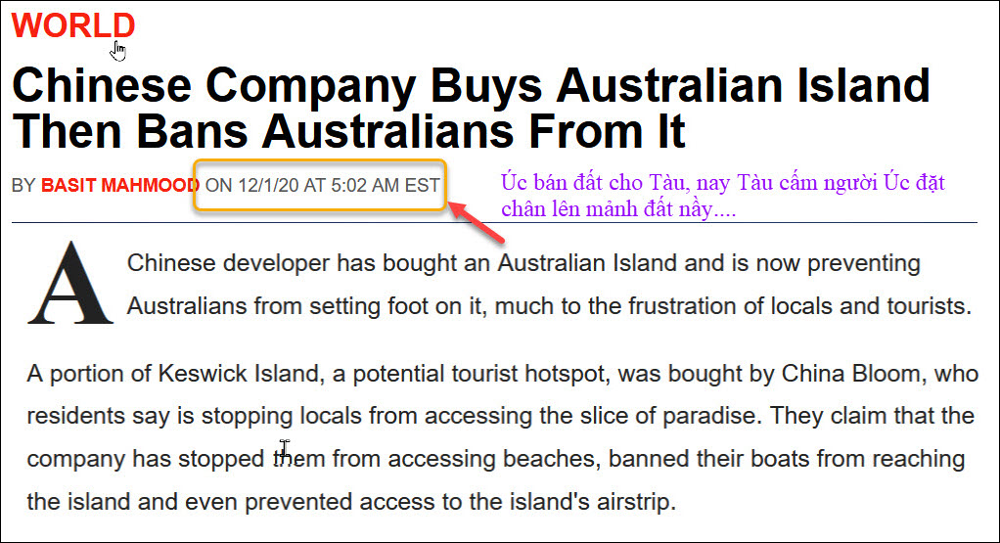 WORLD
Chinese Company Buys Australian Island
Then Bans Australians From It
BY BASIT MAHMOOD ON 12/1/20 AT 5:02 AM EST
Úc bán đất cho Tàu, nay Tàu cấm người Úc đặt
chân lên mảnh đất nầy....
A Chinese developer has bought an Australian Island and is now preventing
Australians from setting foot on it, much to the frustration of locals and tourists.
A portion of Keswick Island, a potential tourist hotspot, was bought by China Bloom, who
residents say is stopping locals from accessing the slice of paradise. They claim that the
company has stopped them from accessing beaches, banned their boats from reaching
the island and even prevented access to the island's airstrip.